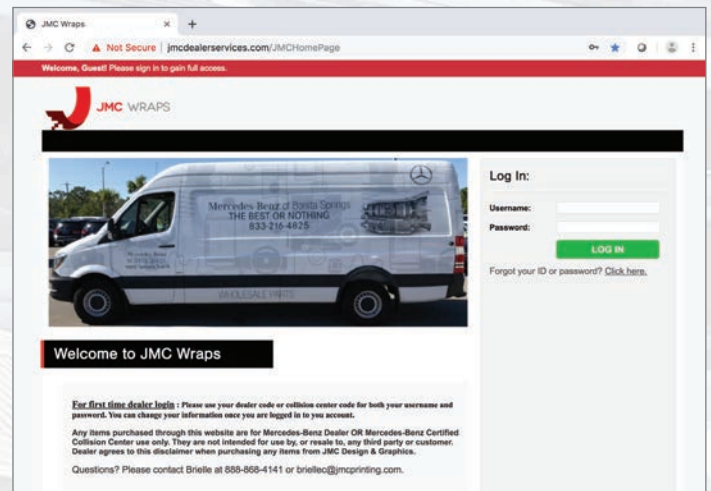 JMC Wraps
Not Secure | jmcdealerservices.com/JMCHomePage
Welcome, Guest! Please sign in to gain full access.
JMC WRAPS
Mercedes-Benz of Bonita Springs
THE BEST OR NOTHING
833-216-4825
WHOLESALE PARTS
Log In:
Username:
Password:
LOG IN
Forgot your ID or password? Click here.
Welcome to JMC Wraps
For first time dealer login : Please use your dealer code or collision center code for both your username and
password. You can change your information once you are logged in to you account.
Any items purchased through this website are for Mercedes-Benz Dealer OR Mercedes-Benz Certified
Collision Center use only. They are not intended for use by, or resale to, any third party or customer.
Dealer agrees to this disclaimer when purchasing any items from JMC Design & Graphics.
Questions? Please contact Brielle at 888-868-4141 or briellec@jmcprinting.com.